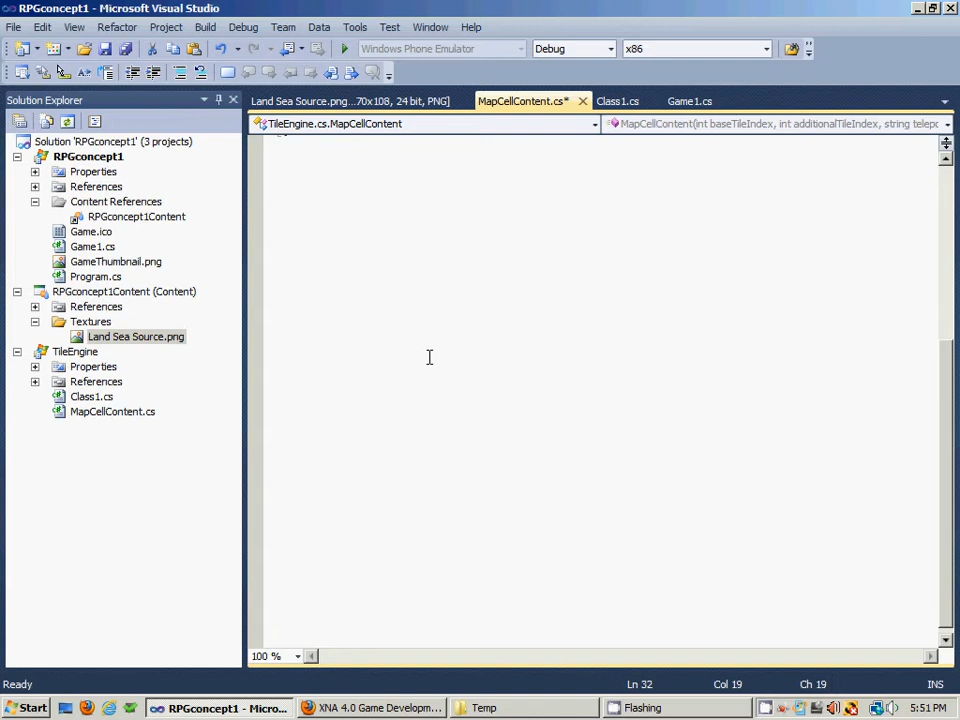 RPGconcept1 - Microsoft Visual Studio
File Edit View Refactor Project Build Debug Team Data Tools Test Window Help
Windows Phone Emulator Debug x86
Solution Explorer
Land Sea Source.png...70x108, 24 bit, PNG] MapCellContent.cs* Class1.cs Game1.cs
TileEngine.cs.MapCellContent MapCellContent(int baseTileIndex, int additionalTileIndex, string telepc
Solution 'RPGconcept1' (3 projects)
RPGconcept1
Properties
References
Content References
RPGconcept1Content
Game.ico
Game1.cs
GameThumbnail.png
Program.cs
RPGconcept1Content (Content)
References
Textures
Land Sea Source.png
TileEngine
Properties
References
Class1.cs
MapCellContent.cs
100 %
Ready Ln 32 Col 19 Ch 19 INS
Start RPGconcept1 - Micro... XNA 4.0 Game Developm... Temp Flashing 5:51 PM